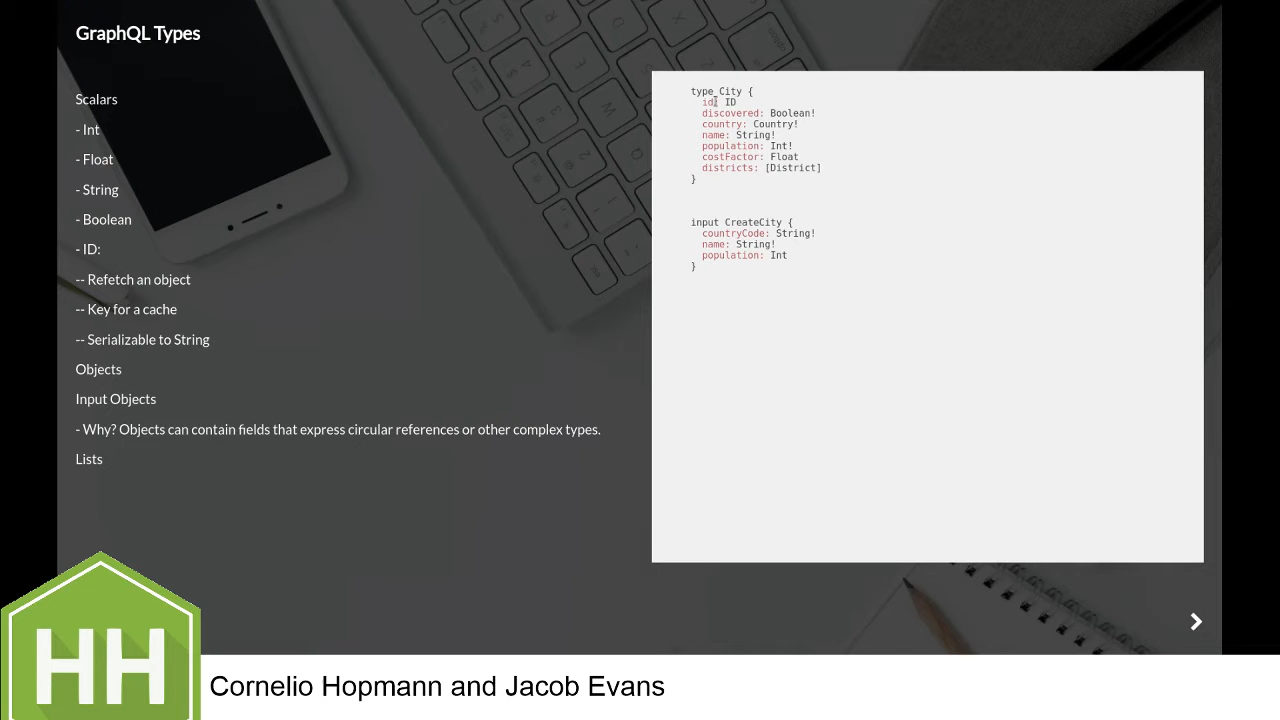 GraphQL Types
Scalars
- Int
- Float
- String
- Boolean
- ID:
-- Refetch an object
-- Key for a cache
-- Serializable to String
Objects
Input Objects
- Why? Objects can contain fields that express circular references or other complex types.
Lists
type City {
id: ID
discovered: Boolean!
country: Country!
name: String!
population: Int!
costFactor: Float
districts: [District]
}
input CreateCity {
countryCode: String!
name: String!
population: Int
}
HH
Cornelio Hopmann and Jacob Evans